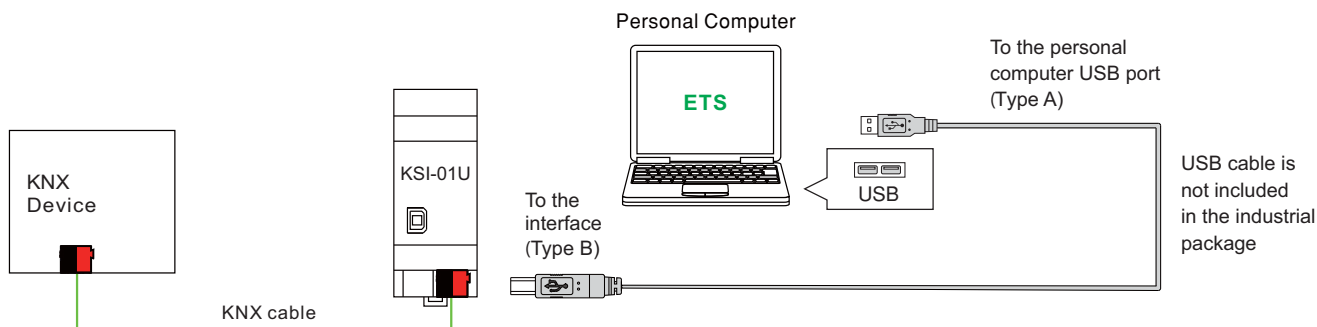 Personal Computer
ETS
USB
To the personal
computer USB port
(Type A)
USB cable is
not included
in the industrial
package
KNX
Device
KSI-01U
To the
interface
(Type B)
KNX cable